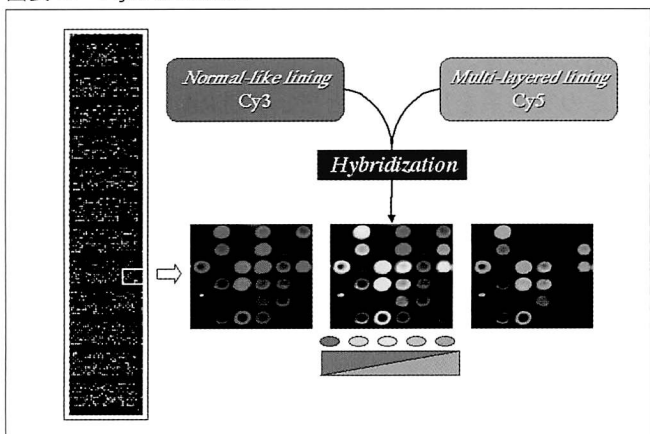 Normal-like lining
Cy3
Multi-layered lining
Cy5
Hybridization